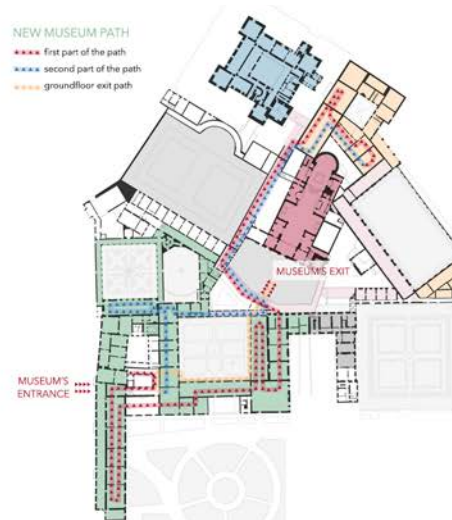 NEW MUSEUM PATH
first part of the path
second part of the path
groundfloor exit path
MUSEUM'S EXIT
MUSEUM'S
ENTRANCE